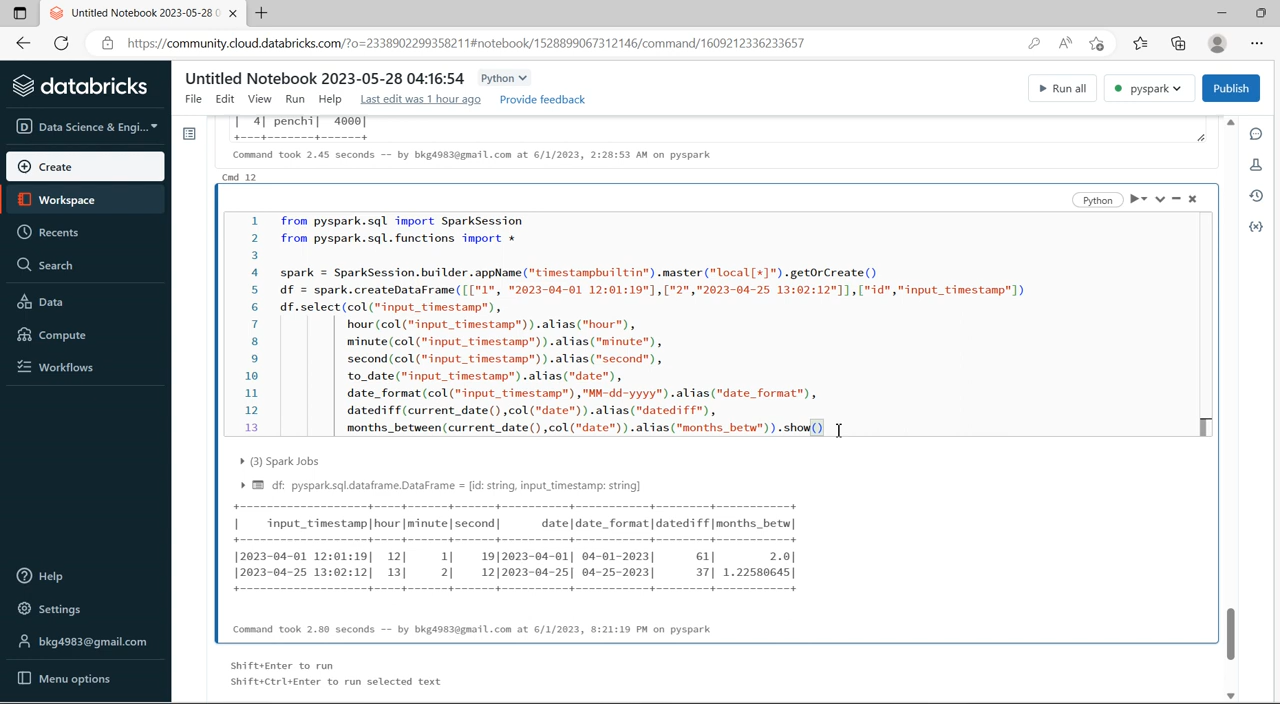 Untitled Notebook 2023-05-28 0
https://community.cloud.databricks.com/?o=2338902299358211#notebook/1528899067312146/command/1609212336233657
databricks
Data Science & Engi...
Create
Workspace
Recents
Search
Data
Compute
Workflows
Help
Settings
bkg4983@gmail.com
Menu options
Untitled Notebook 2023-05-28 04:16:54 Python
File Edit View Run Help Last edit was 1 hour ago Provide feedback
Run all pyspark Publish
| 4| penchi| 4000|
+---+-------+------+
Command took 2.45 seconds -- by bkg4983@gmail.com at 6/1/2023, 2:28:53 AM on pyspark
Cmd 12
Python
1 from pyspark.sql import SparkSession
2 from pyspark.sql.functions import *
3
4 spark = SparkSession.builder.appName("timestampbuiltin").master("local[*]").getOrCreate()
5 df = spark.createDataFrame([["1", "2023-04-01 12:01:19"],["2","2023-04-25 13:02:12"]],["id","input_timestamp"])
6 df.select(col("input_timestamp"),
7 hour(col("input_timestamp")).alias("hour"),
8 minute(col("input_timestamp")).alias("minute"),
9 second(col("input_timestamp")).alias("second"),
10 to_date("input_timestamp").alias("date"),
11 date_format(col("input_timestamp"),"MM-dd-yyyy").alias("date_format"),
12 datediff(current_date(),col("date")).alias("datediff"),
13 months_between(current_date(),col("date")).alias("months_betw")).show()
(3) Spark Jobs
df: pyspark.sql.dataframe.DataFrame = [id: string, input_timestamp: string]
+-------------------+----+------+------+----------+-----------+--------+-----------+
| input_timestamp|hour|minute|second| date|date_format|datediff|months_betw|
+-------------------+----+------+------+----------+-----------+--------+-----------+
|2023-04-01 12:01:19| 12| 1| 19|2023-04-01| 04-01-2023| 61| 2.0|
|2023-04-25 13:02:12| 13| 2| 12|2023-04-25| 04-25-2023| 37| 1.22580645|
+-------------------+----+------+------+----------+-----------+--------+-----------+
Command took 2.80 seconds -- by bkg4983@gmail.com at 6/1/2023, 8:21:19 PM on pyspark
Shift+Enter to run
Shift+Ctrl+Enter to run selected text